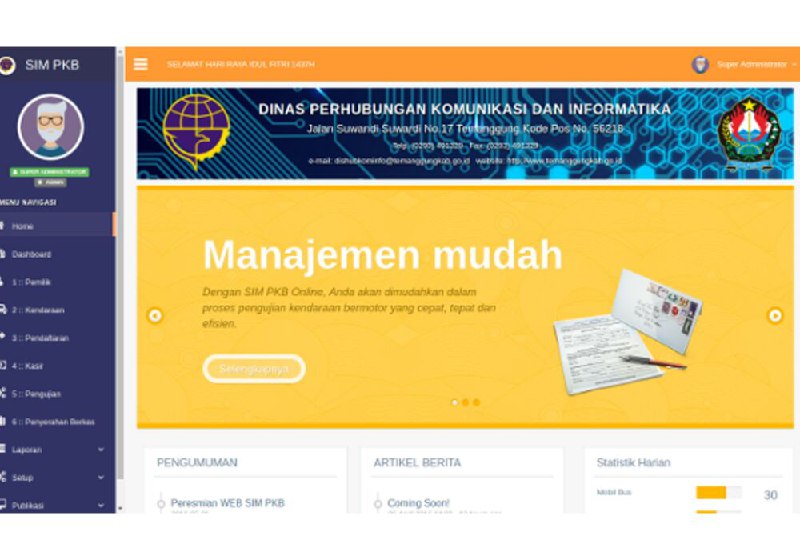 SIM PKB
SELAMAT HARI RAYA IDUL FITRI 1437H
Super Administrator
DINAS PERHUBUNGAN KOMUNIKASI DAN INFORMATIKA
Jalan Suwandi Suwardi No.17 Temanggung Kode Pos No. 56218
Telp. (0293) 491320 - Fax. (0293) 491329
e-mail: dishubkominfo@temanggungkab.go.id website: http://www.temanggungkab.go.id
SUPER ADMINISTRATOR
MENU NAVIGASI
Home
Dashboard
1 :: Pemilik
2 :: Kendaraan
3 :: Pendaftaran
4 :: Kasir
5 :: Pengujian
6 :: Penyerahan Berkas
Laporan
Setup
Publikasi
Manajemen mudah
Dengan SIM PKB Online, Anda akan dimudahkan dalam
proses pengujian kendaraan bermotor yang cepat, tepat dan
efisien.
Selengkapnya
PENGUMUMAN
Peresmian WEB SIM PKB
ARTIKEL BERITA
Coming Soon!
Statistik Harian
Mobil Bus
30